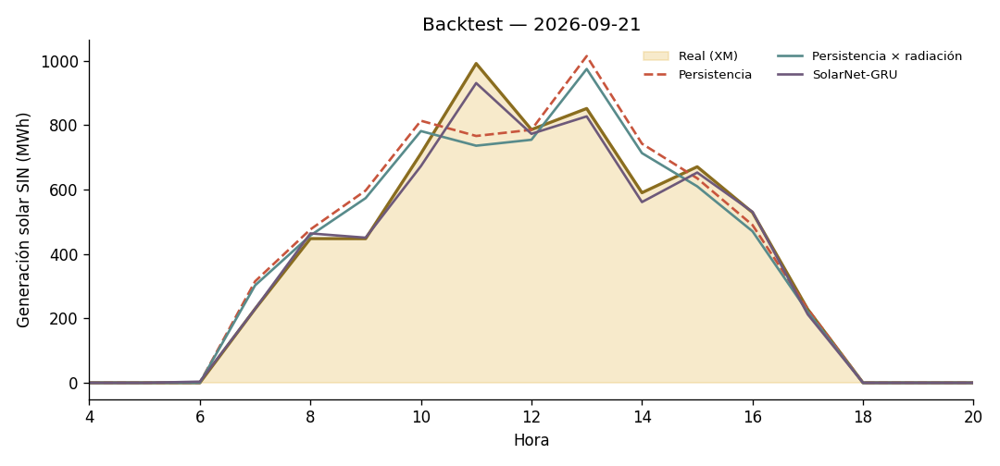 Backtest — 2026-09-21
Real (XM)
Persistencia
Persistencia × radiación
SolarNet-GRU
Generación solar SIN (MWh)
1000
800
600
400
200
0
4 6 8 10 12 14 16 18 20
Hora